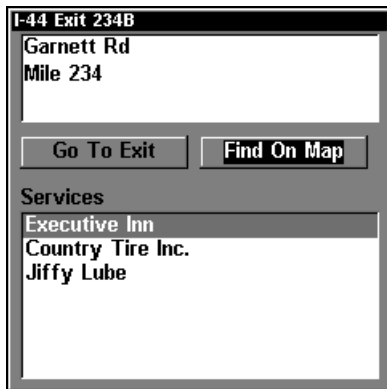 I-44 Exit 234B
Garnett Rd
Mile 234
Go To Exit
Find On Map
Services
Executive Inn
Country Tire Inc.
Jiffy Lube